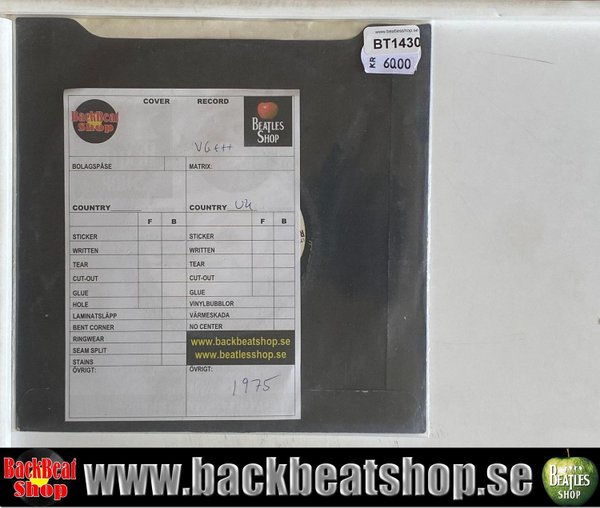 www.beatlesshop.se
BT1430
KR 6000
BackBeat Shop
COVER RECORD
BEATLES SHOP
VG+++
BOLAGSPÅSE MATRIX:
COUNTRY COUNTRY UK
F B F B
STICKER STICKER
WRITTEN WRITTEN
TEAR TEAR
CUT-OUT CUT-OUT
GLUE GLUE
HOLE VINYLBUBBLOR
LAMINATSLÄPP VÄRMESKADA
BENT CORNER NO CENTER
RINGWEAR www.backbeatshop.se
SEAM SPLIT www.beatlesshop.se
STAINS
ÖVRIGT: ÖVRIGT:
1975
BackBeat Shop www.backbeatshop.se BEATLES SHOP